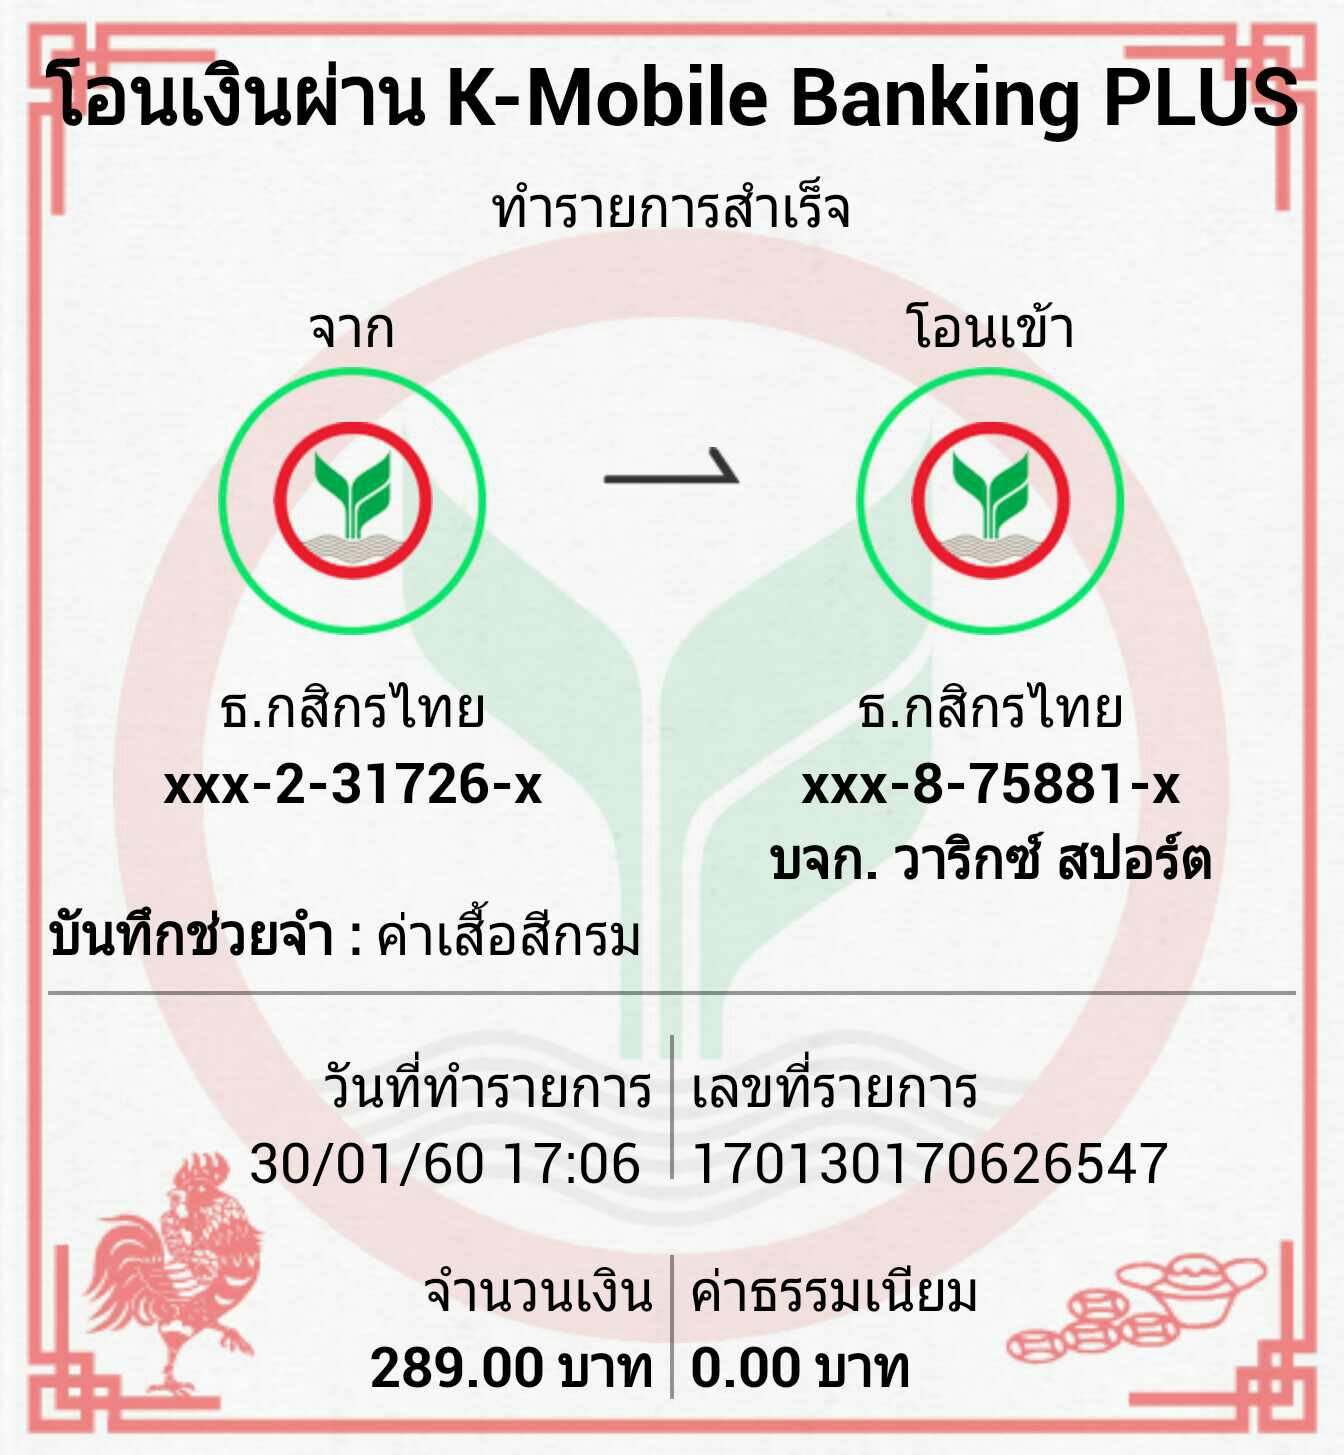 โอนเงินผ่าน K-Mobile Banking PLUS
ทำรายการสำเร็จ
จาก
โอนเข้า
ธ.กสิกรไทย
ธ.กสิกรไทย
xxx-2-31726-x
xxx-8-75881-x
บจก. วาริกซ์ สปอร์ต
บันทึกช่วยจำ : ค่าเสื้อสีกรม
วันที่ทำรายการ
เลขที่รายการ
30/01/60 17:06
170130170626547
จำนวนเงิน
ค่าธรรมเนียม
289.00 บาท
0.00 บาท